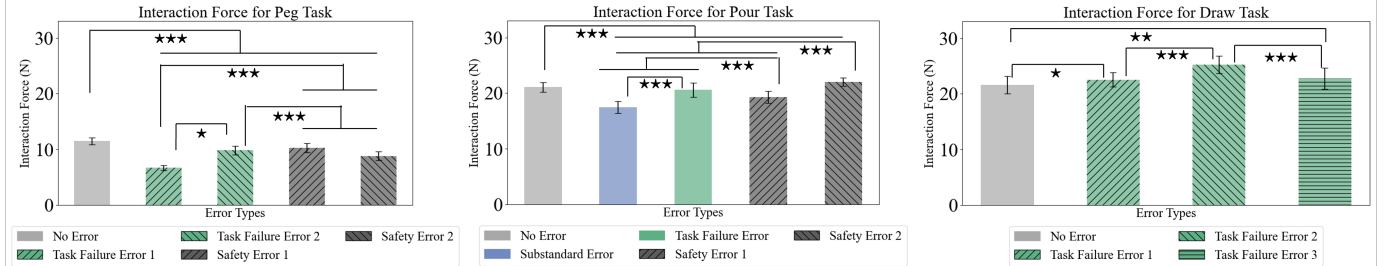 Interaction Force for Peg Task
Interaction Force (N)
30
20
10
0
★★★
★★★
★
★★★
Error Types
No Error
Task Failure Error 1
Task Failure Error 2
Safety Error 1
Safety Error 2
Interaction Force for Pour Task
Interaction Force (N)
30
20
10
0
★★★
★★★
★★★
★★★
Error Types
No Error
Substandard Error
Task Failure Error
Safety Error 1
Safety Error 2
Interaction Force for Draw Task
Interaction Force (N)
30
20
10
0
★★
★
★★★
★★★
Error Types
No Error
Task Failure Error 1
Task Failure Error 2
Task Failure Error 3